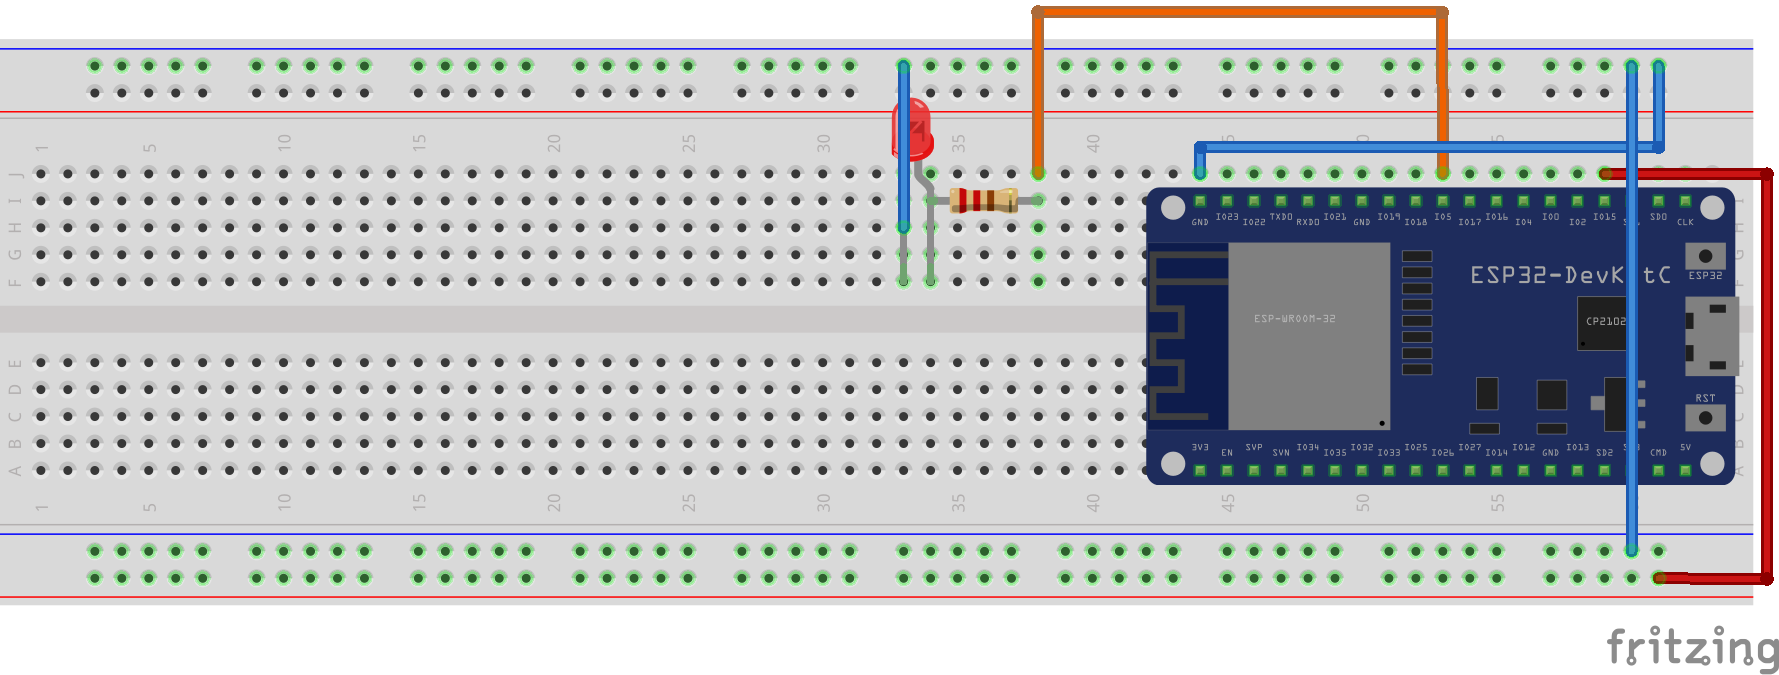 1 5 10 15 20 25 30 35 40 45 50 55
J
I
H
G
F
GND IO23 IO22 TXD0 RXD0 IO21 GND IO19 IO18 IO5 IO17 IO16 IO4 IO0 IO2 IO15 SD0 CLK
ESP32-DevKitC
ESP32
ESP-WROOM-32
CP2102
E
D
C
B
A
RST
3V3 EN SVP SVN IO34 IO35 IO32 IO33 IO25 IO26 IO27 IO14 IO12 GND IO13 SD2 CMD 5V
1 5 10 15 20 25 30 35 40 45 50 55
fritzing